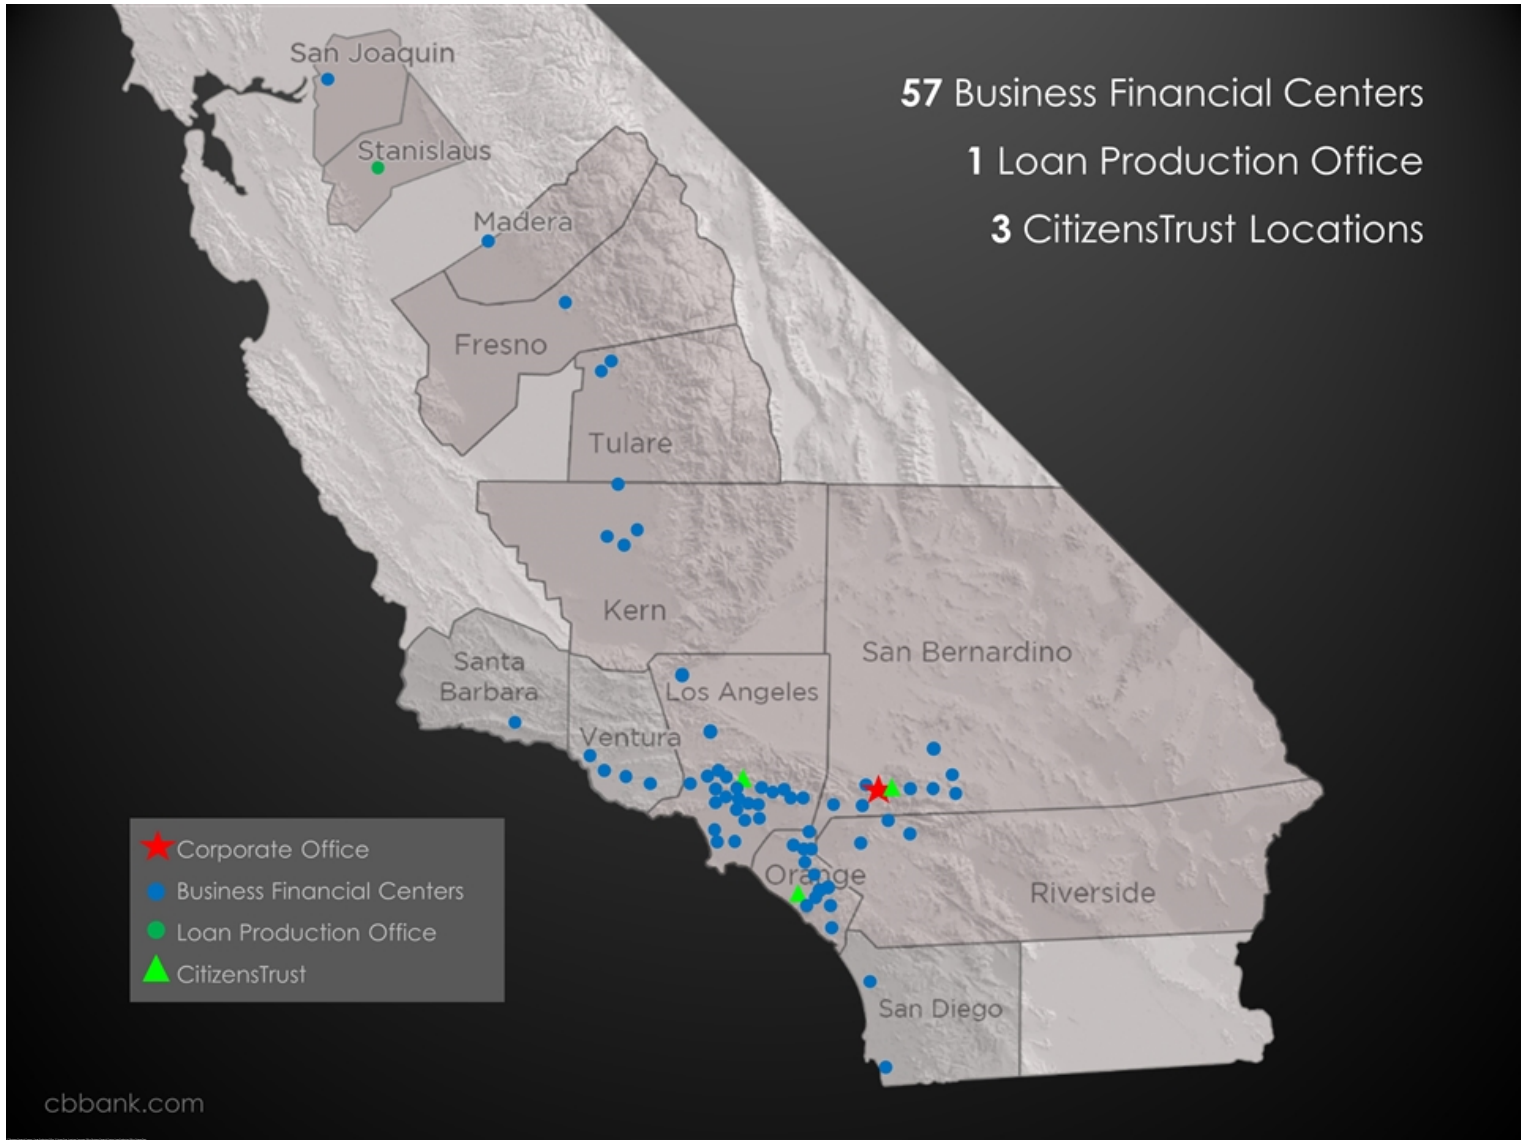 57 Business Financial Centers
1 Loan Production Office
3 CitizensTrust Locations
San Joaquin
Stanislaus
Madera
Fresno
Tulare
Kern
San Bernardino
Santa
Barbara
Los Angeles
Ventura
Orange
Riverside
San Diego
Corporate Office
Business Financial Centers
Loan Production Office
CitizensTrust
cbbank.com